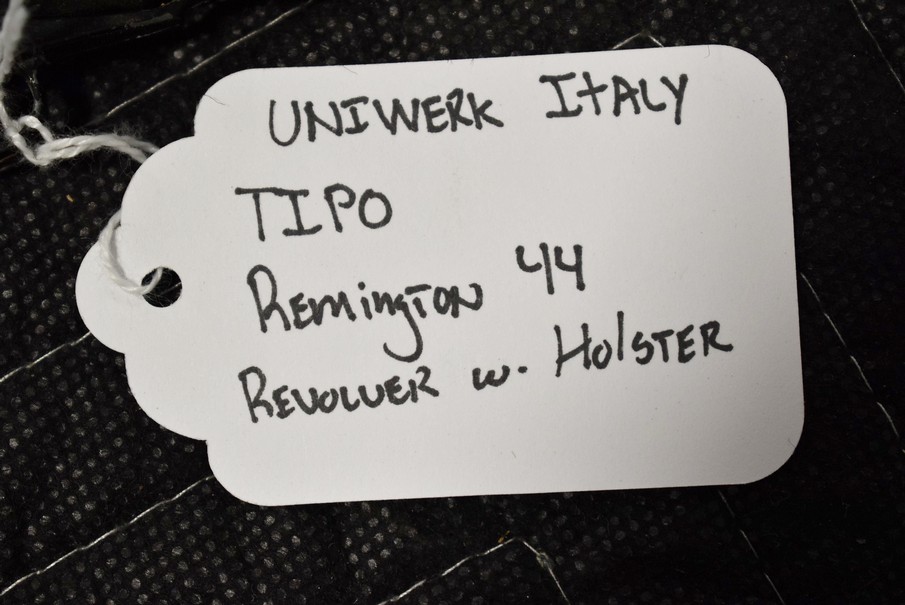 UNIWERK ITALY
TIPO
Remington 44
REVOLVER w. HolSTER